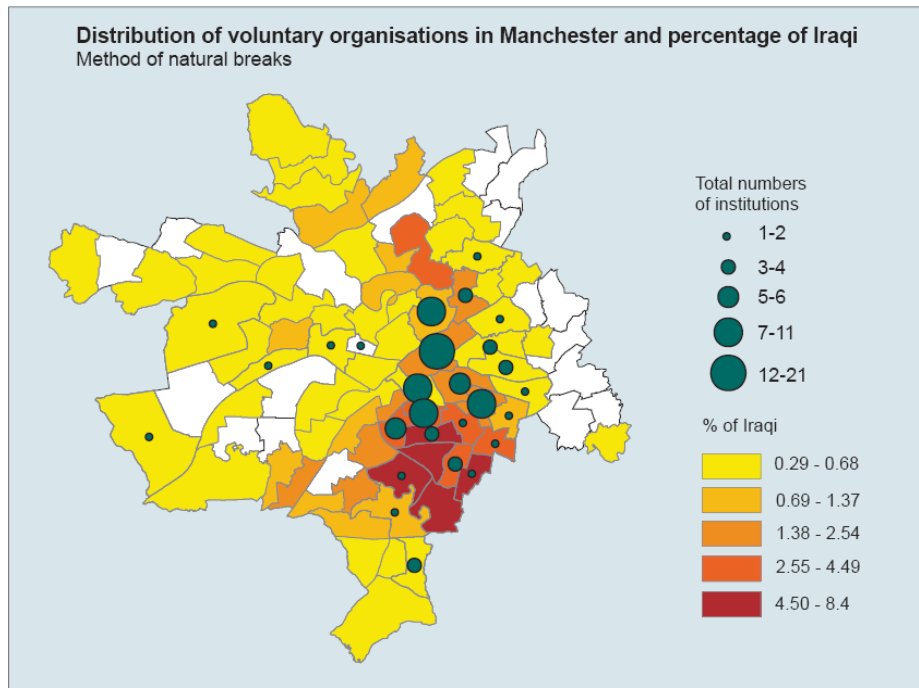 Distribution of voluntary organisations in Manchester and percentage of Iraqi
Method of natural breaks
Total numbers
of institutions
1-2
3-4
5-6
7-11
12-21
% of Iraqi
0.29 - 0.68
0.69 - 1.37
1.38 - 2.54
2.55 - 4.49
4.50 - 8.4